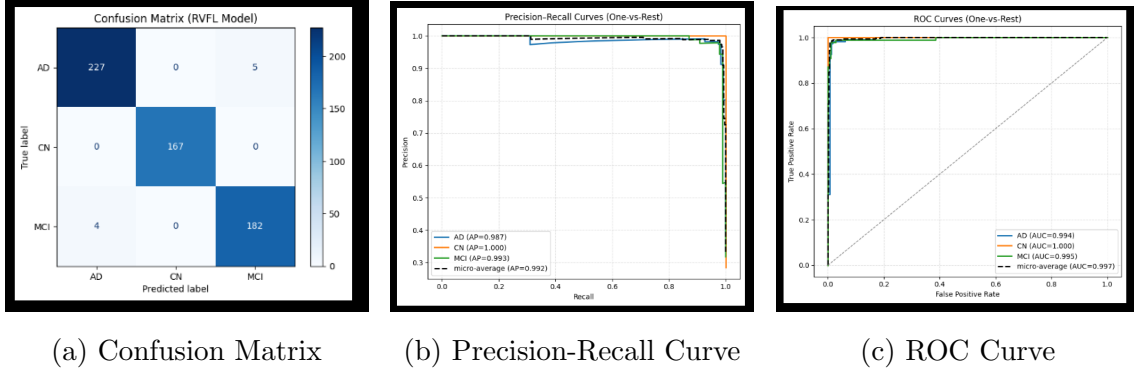 Confusion Matrix (RVFL Model)
True label
AD
CN
MCI
227 0 5
0 167 0
4 0 182
AD CN MCI
Predicted label
200
150
100
50
0
Precision-Recall Curves (One-vs-Rest)
Precision
1.0
0.9
0.8
0.7
0.6
0.5
0.4
0.3
AD (AP=0.987)
CN (AP=1.000)
MCI (AP=0.993)
micro-average (AP=0.992)
0.0 0.2 0.4 0.6 0.8 1.0
Recall
ROC Curves (One-vs-Rest)
True Positive Rate
1.0
0.8
0.6
0.4
0.2
0.0
AD (AUC=0.994)
CN (AUC=1.000)
MCI (AUC=0.995)
micro-average (AUC=0.997)
0.0 0.2 0.4 0.6 0.8 1.0
False Positive Rate
(a) Confusion Matrix
(b) Precision-Recall Curve
(c) ROC Curve